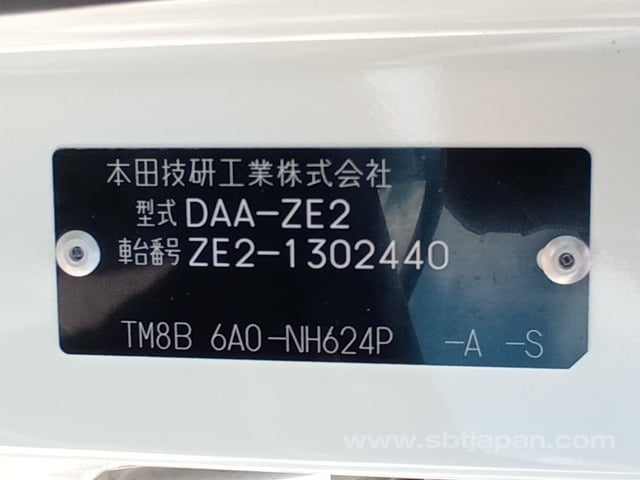 本田技研工業株式会社
型式 DAA-ZE2
車台番号 ZE2-1302440
TM8B 6A0-NH624P -A -S
www.sbtjapan.com